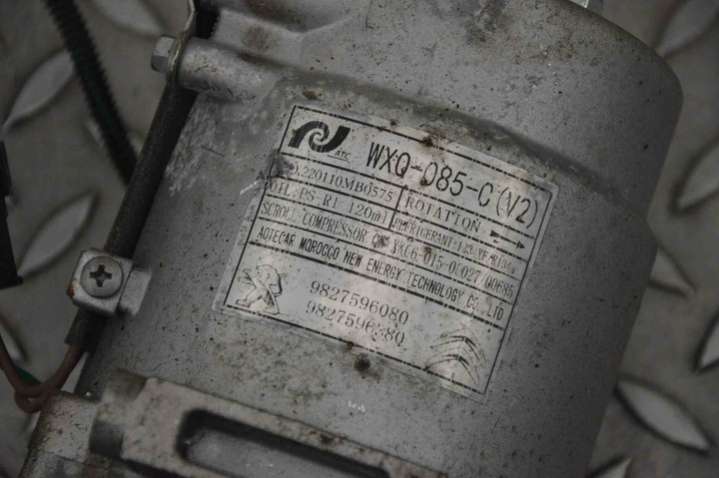 ATC WXQ-085-C(V2)
220110MB0575 ROTATION
OIL:PS-R1 120ml
SCROLL COMPRESSOR
AOTECAR MOROCCO NEW ENERGY TECHNOLOGY CO.,LTD
9827596080